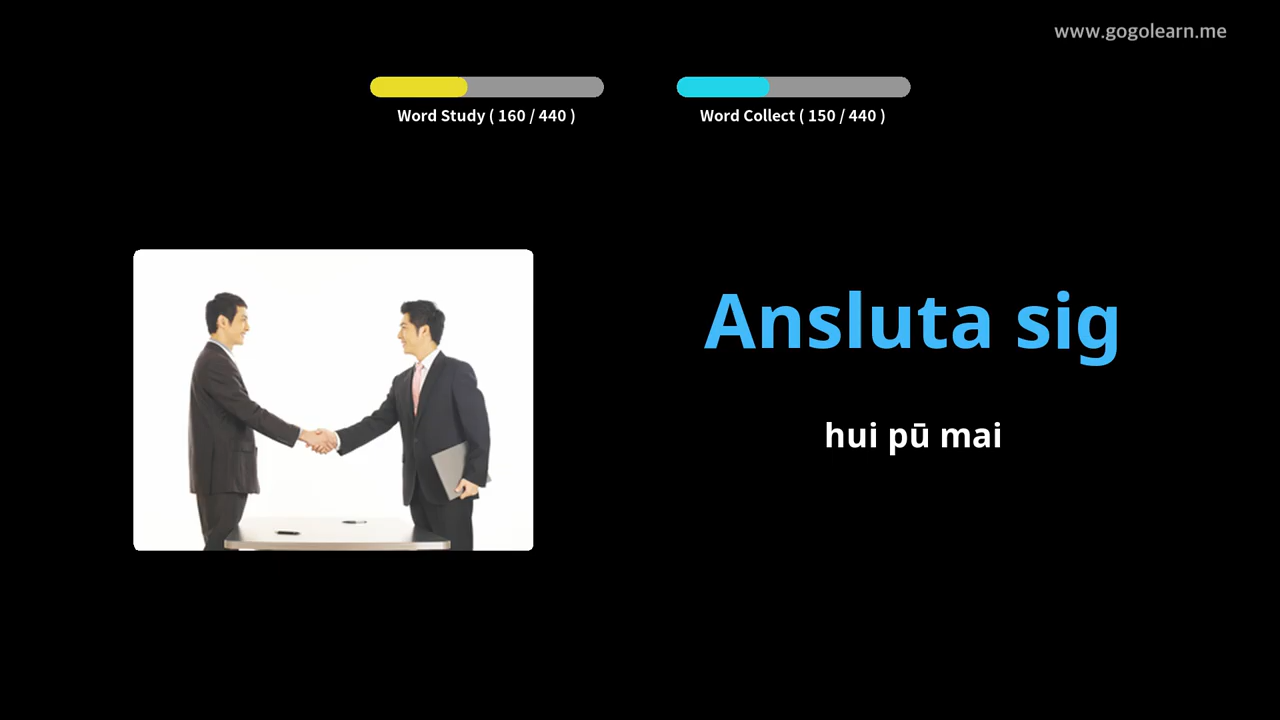 www.gogolearn.me
Word Study ( 160 / 440 )
Word Collect ( 150 / 440 )
Ansluta sig
hui pū mai